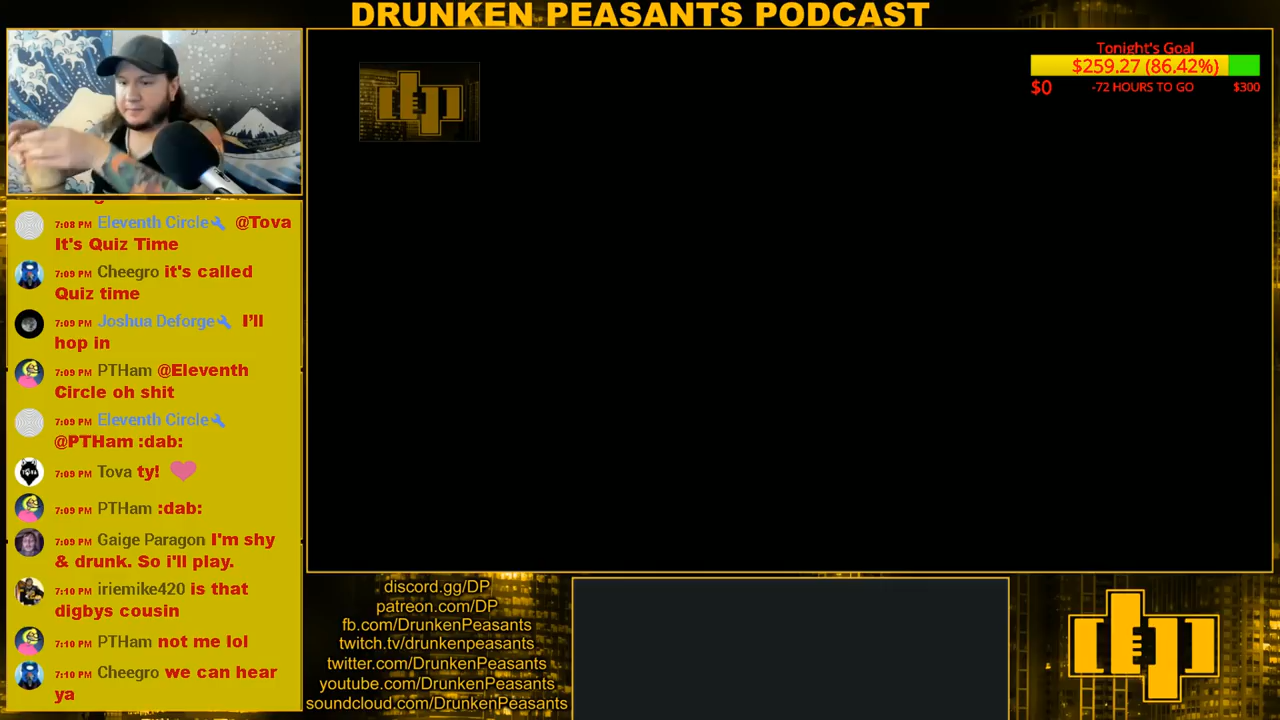 DRUNKEN PEASANTS PODCAST
Tonight's Goal
$259.27 (86.42%)
$0 -72 HOURS TO GO $300
7:08 PM Eleventh Circle @Tova
It's Quiz Time
7:09 PM Cheegro it's called
Quiz time
7:09 PM Joshua Deforge I'll
hop in
7:09 PM PTHam @Eleventh
Circle oh shit
7:09 PM Eleventh Circle
@PTHam :dab:
7:09 PM Tova ty!
7:09 PM PTHam :dab:
7:09 PM Gaige Paragon I'm shy
& drunk. So i'll play.
7:10 PM iriemike420 is that
digbys cousin
7:10 PM PTHam not me lol
7:10 PM Cheegro we can hear
ya
discord.gg/DP
patreon.com/DP
fb.com/DrunkenPeasants
twitch.tv/drunkenpeasants
twitter.com/DrunkenPeasants
youtube.com/DrunkenPeasants
soundcloud.com/DrunkenPeasants